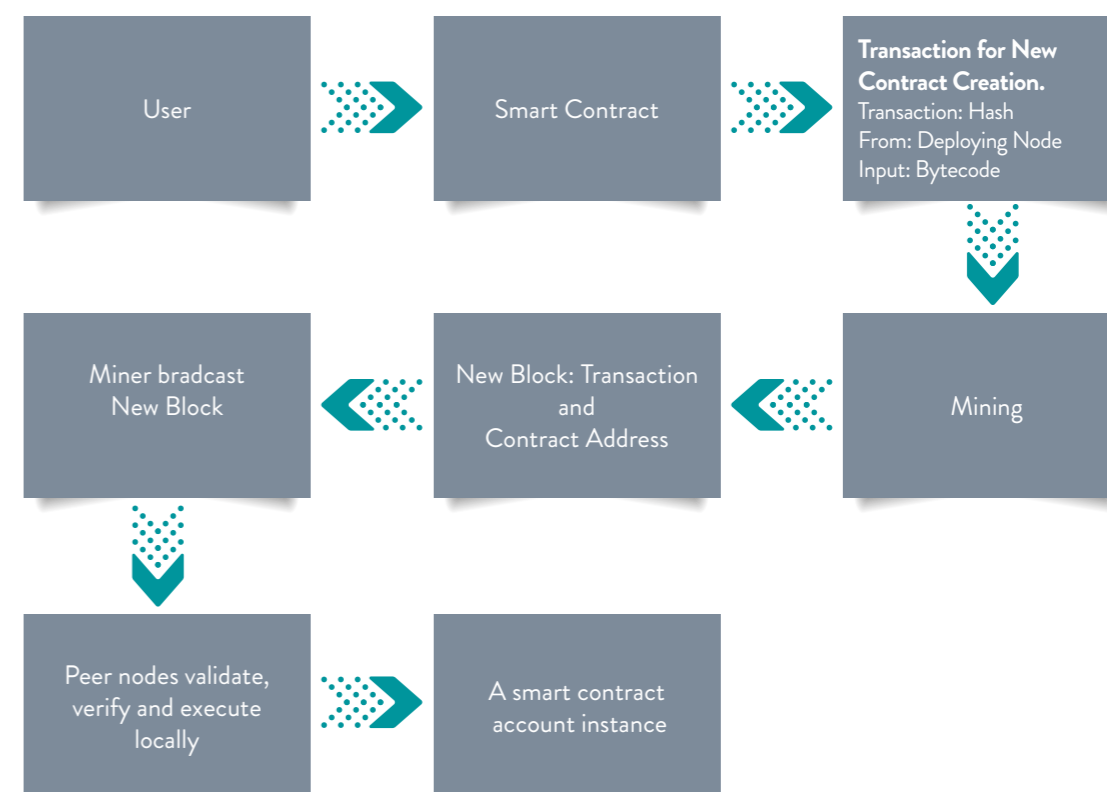 User
Smart Contract
Transaction for New
Contract Creation.
Transaction: Hash
From: Deploying Node
Input: Bytecode
Mining
New Block: Transaction
and
Contract Address
Miner bradcast
New Block
Peer nodes validate,
verify and execute
locally
A smart contract
account instance